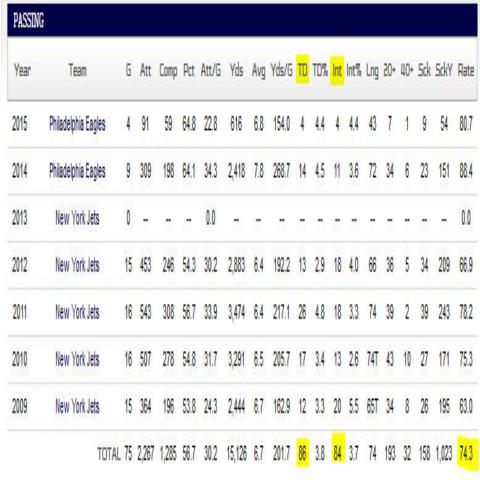 PASSING
Year Team G Att Comp Pct Att/G Yds Avg Yds/G TD TD% Int Int% Lng 20+ 40+ Sck SckY Rate
2015 Philadelphia Eagles 4 91 59 64.8 22.8 616 6.8 154.0 4 4.4 4 4.4 43 7 1 9 54 80.7
2014 Philadelphia Eagles 9 309 198 64.1 34.3 2,418 7.8 268.7 14 4.5 11 3.6 72 34 6 23 151 88.4
2013 New York Jets 0 -- -- -- 0.0 -- -- -- -- -- -- -- -- -- -- -- -- 0.0
2012 New York Jets 15 453 246 54.3 30.2 2,883 6.4 192.2 13 2.9 18 4.0 66 36 5 34 209 66.9
2011 New York Jets 16 543 308 56.7 33.9 3,474 6.4 217.1 26 4.8 18 3.3 74 39 2 39 243 78.2
2010 New York Jets 16 507 278 54.8 31.7 3,291 6.5 205.7 17 3.4 13 2.6 74T 43 10 27 171 75.3
2009 New York Jets 15 364 196 53.8 24.3 2,444 6.7 162.9 12 3.3 20 5.5 65T 34 8 26 195 63.0
TOTAL 75 2,267 1,285 56.7 30.2 15,126 6.7 201.7 86 3.8 84 3.7 74 193 32 158 1,023 74.3